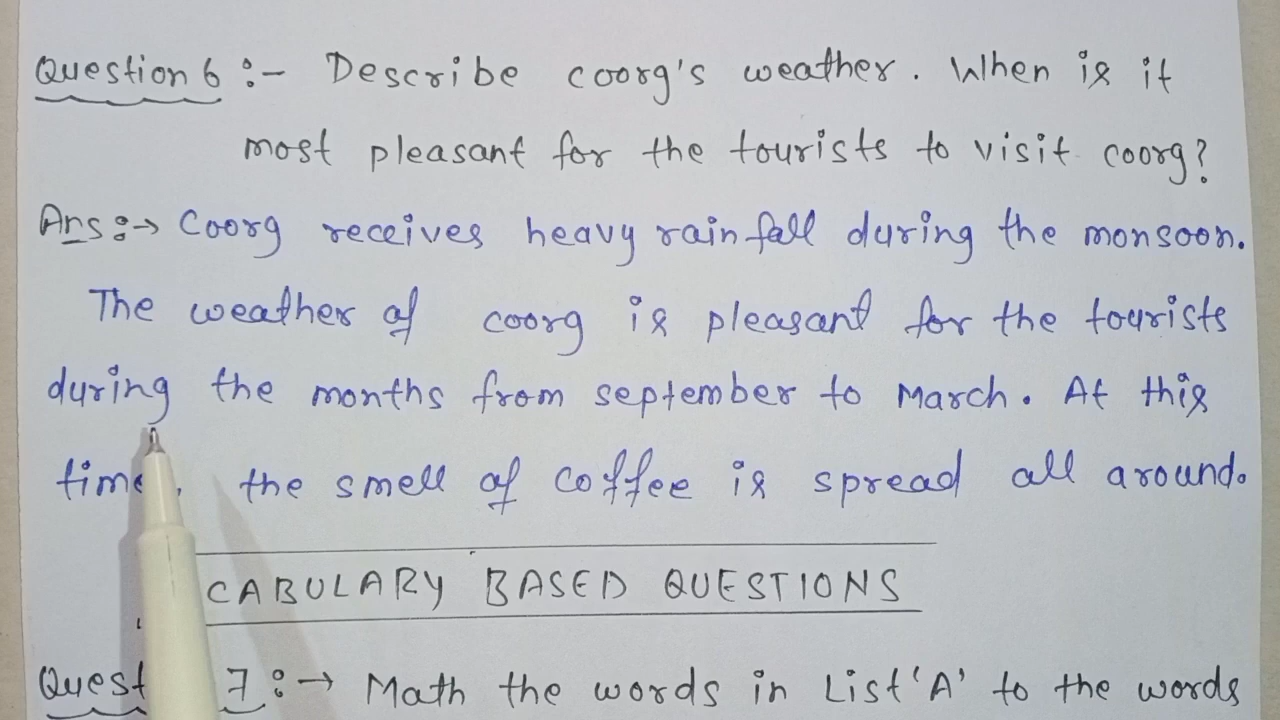 Question 6 :- Describe coorg's weather. When is it
most pleasant for the tourists to visit coorg?
Ans :→ Coorg receives heavy rainfall during the monsoon.
The weather of coorg is pleasant for the tourists
during the months from september to March. At this
the smell of coffee is spread all around.
BASED QUESTIONS
7 :→ Math the words in List 'A' to the words